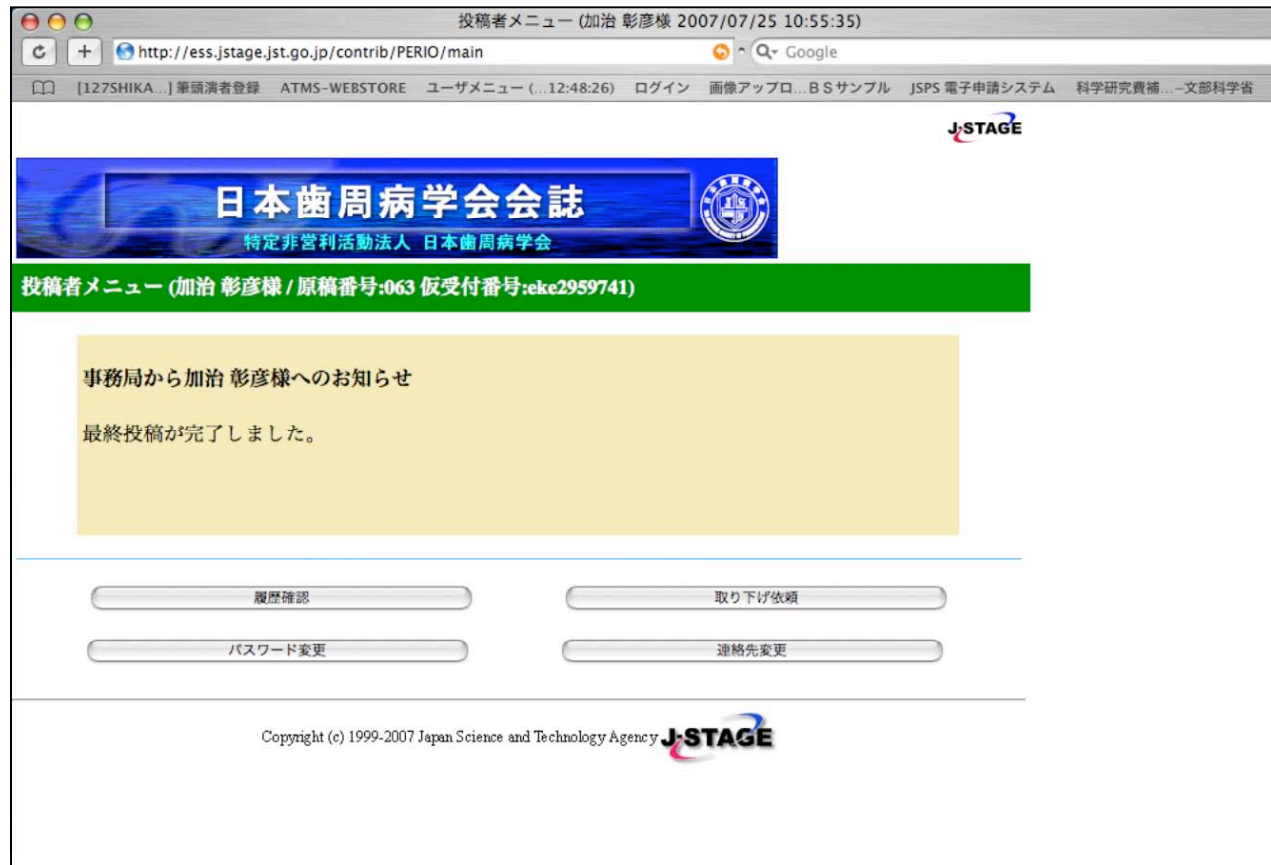 投稿者メニュー (加治 彰彦様 2007/07/25 10:55:35)
http://ess.jstage.jst.go.jp/contrib/PERIO/main
Google
[127SHIKA...] 筆頭演者登録 ATMS-WEBSTORE ユーザメニュー (...12:48:26) ログイン 画像アップロ...ＢＳサンプル JSPS 電子申請システム 科学研究費補...–文部科学省
J-STAGE
日本歯周病学会会誌
特定非営利活動法人 日本歯周病学会
投稿者メニュー (加治 彰彦様 / 原稿番号:063 仮受付番号:eke2959741)
事務局から加治 彰彦様へのお知らせ
最終投稿が完了しました。
履歴確認 取り下げ依頼
パスワード変更 連絡先変更
Copyright (c) 1999-2007 Japan Science and Technology Agency J-STAGE